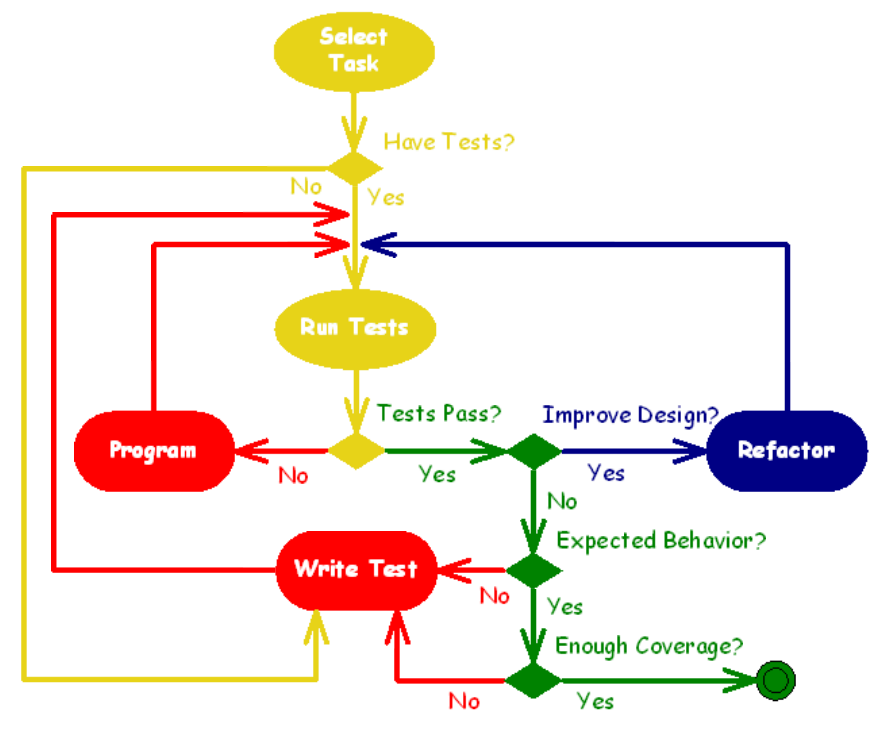 Select
Task
Have Tests?
No
Yes
Run Tests
Tests Pass?
Improve Design?
Program
No
Yes
Yes
Refactor
No
Expected Behavior?
Write Test
No
Yes
Enough Coverage?
No
Yes